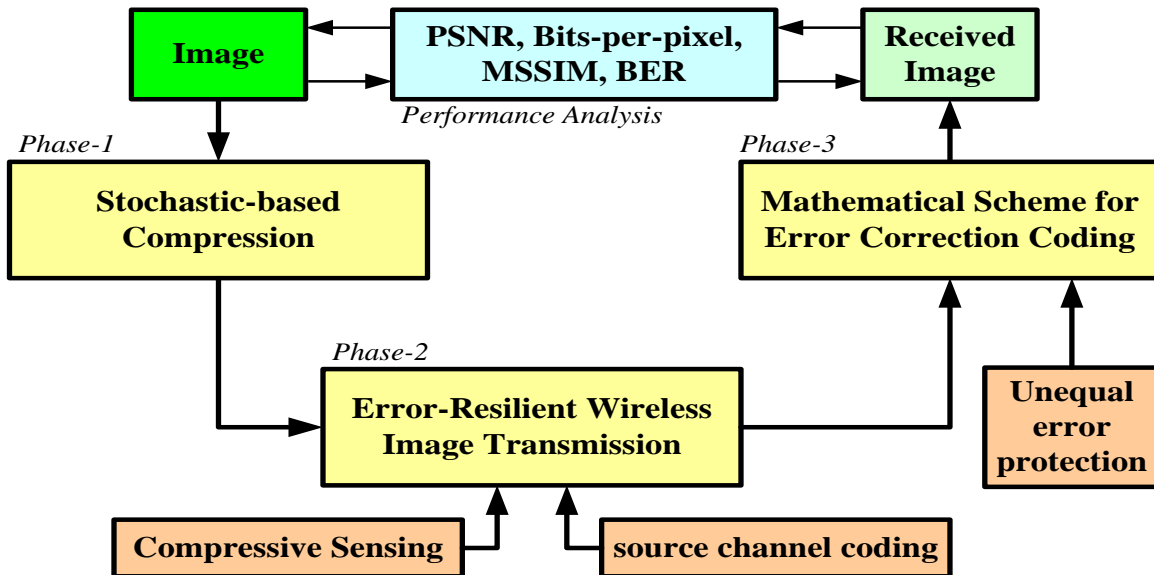 Image
PSNR, Bits-per-pixel,
MSSIM, BER
Received
Image
Performance Analysis
Phase-1
Stochastic-based
Compression
Phase-3
Mathematical Scheme for
Error Correction Coding
Phase-2
Error-Resilient Wireless
Image Transmission
Unequal
error
protection
Compressive Sensing
source channel coding